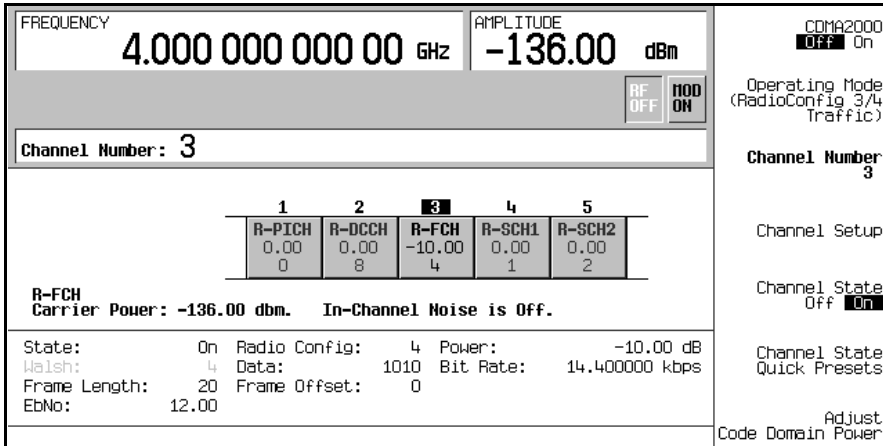 FREQUENCY
4.000 000 000 00 GHz
AMPLITUDE
-136.00 dBm
RF OFF
MOD ON
Channel Number: 3
1 2 3 4 5
R-PICH R-DCCH R-FCH R-SCH1 R-SCH2
0.00 0.00 -10.00 0.00 0.00
0 8 4 1 2
R-FCH
Carrier Power: -136.00 dbm. In-Channel Noise is Off.
State: On Radio Config: 4 Power: -10.00 dB
Walsh: 4 Data: 1010 Bit Rate: 14.400000 kbps
Frame Length: 20 Frame Offset: 0
EbNo: 12.00
CDMA2000
Off On
Operating Mode
(RadioConfig 3/4
Traffic)
Channel Number
3
Channel Setup
Channel State
Off On
Channel State
Quick Presets
Adjust
Code Domain Power